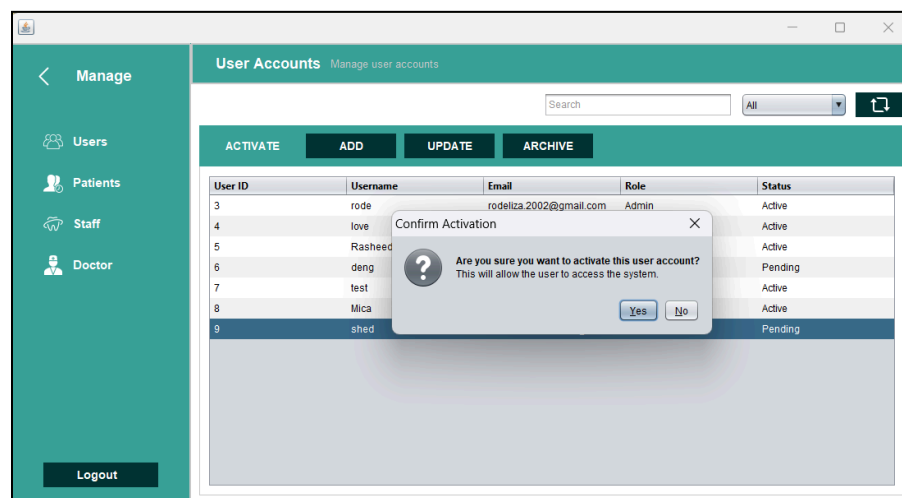 User Accounts Manage user accounts
Manage
Search All
Users
ACTIVATE ADD UPDATE ARCHIVE
Patients
User ID Username Email Role Status
3 rode rodeliza.2002@gmail.com Admin Active
Staff
4 love Active
Confirm Activation
5 Rasheed Active
Are you sure you want to activate this user account?
This will allow the user to access the system.
Doctor
6 deng Pending
7 test Active
8 Mica Active
Yes No
9 shed Pending
Logout